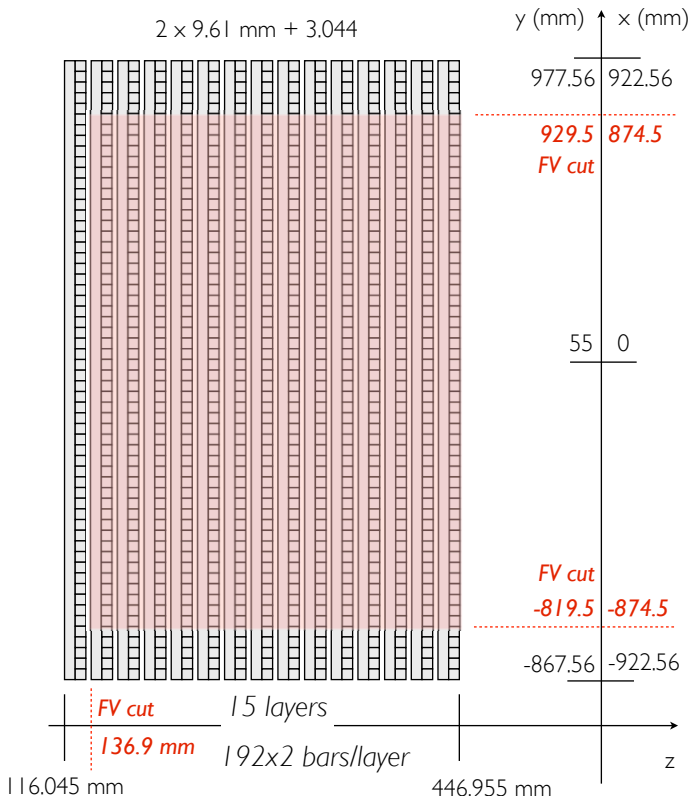 2 x 9.61 mm + 3.044
y (mm) x (mm)
977.56 922.56
929.5 874.5
FV cut
55 0
FV cut
-819.5 -874.5
-867.56 -922.56
FV cut 15 layers
136.9 mm 192x2 bars/layer
z
116.045 mm 446.955 mm